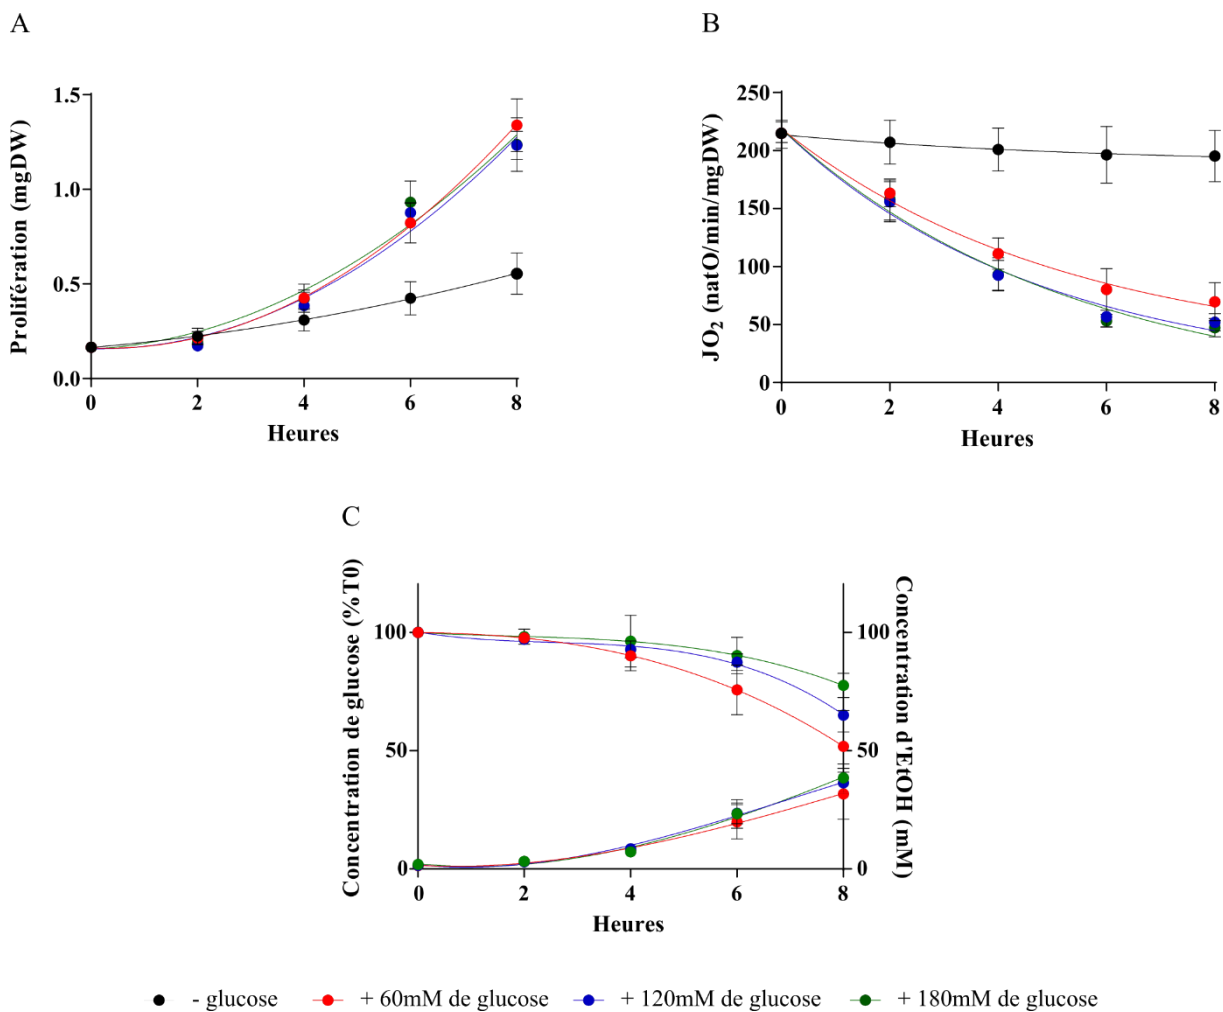 A
Prolifération (mgDW)
1.5
1.0
0.5
0.0
0 2 4 6 8
Heures
B
JO2 (natO/min/mgDW)
250
200
150
100
50
0
0 2 4 6 8
Heures
C
Concentration de glucose (%T0)
100
50
0
0 2 4 6 8
Heures
100
50
0
Concentration d'EtOH (mM)
- glucose + 60mM de glucose + 120mM de glucose + 180mM de glucose